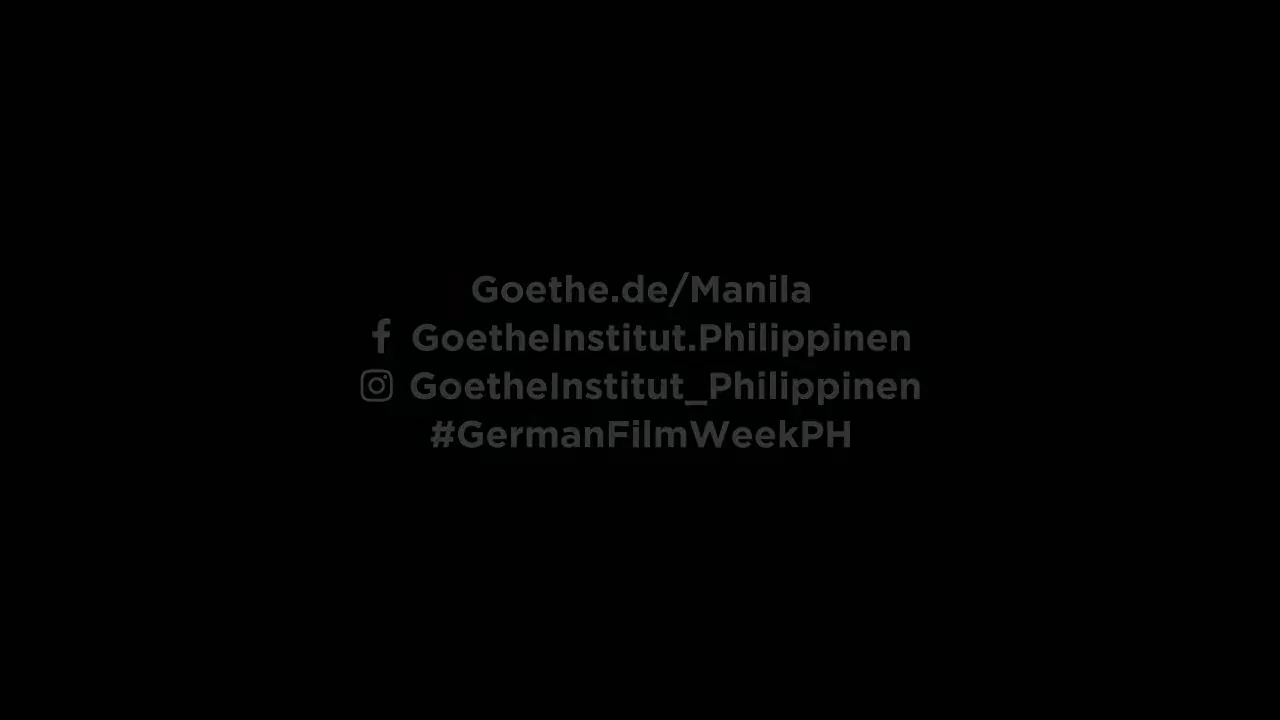 Goethe.de/Manila
GoetheInstitut.Philippinen
GoetheInstitut_Philippinen
#GermanFilmWeekPH